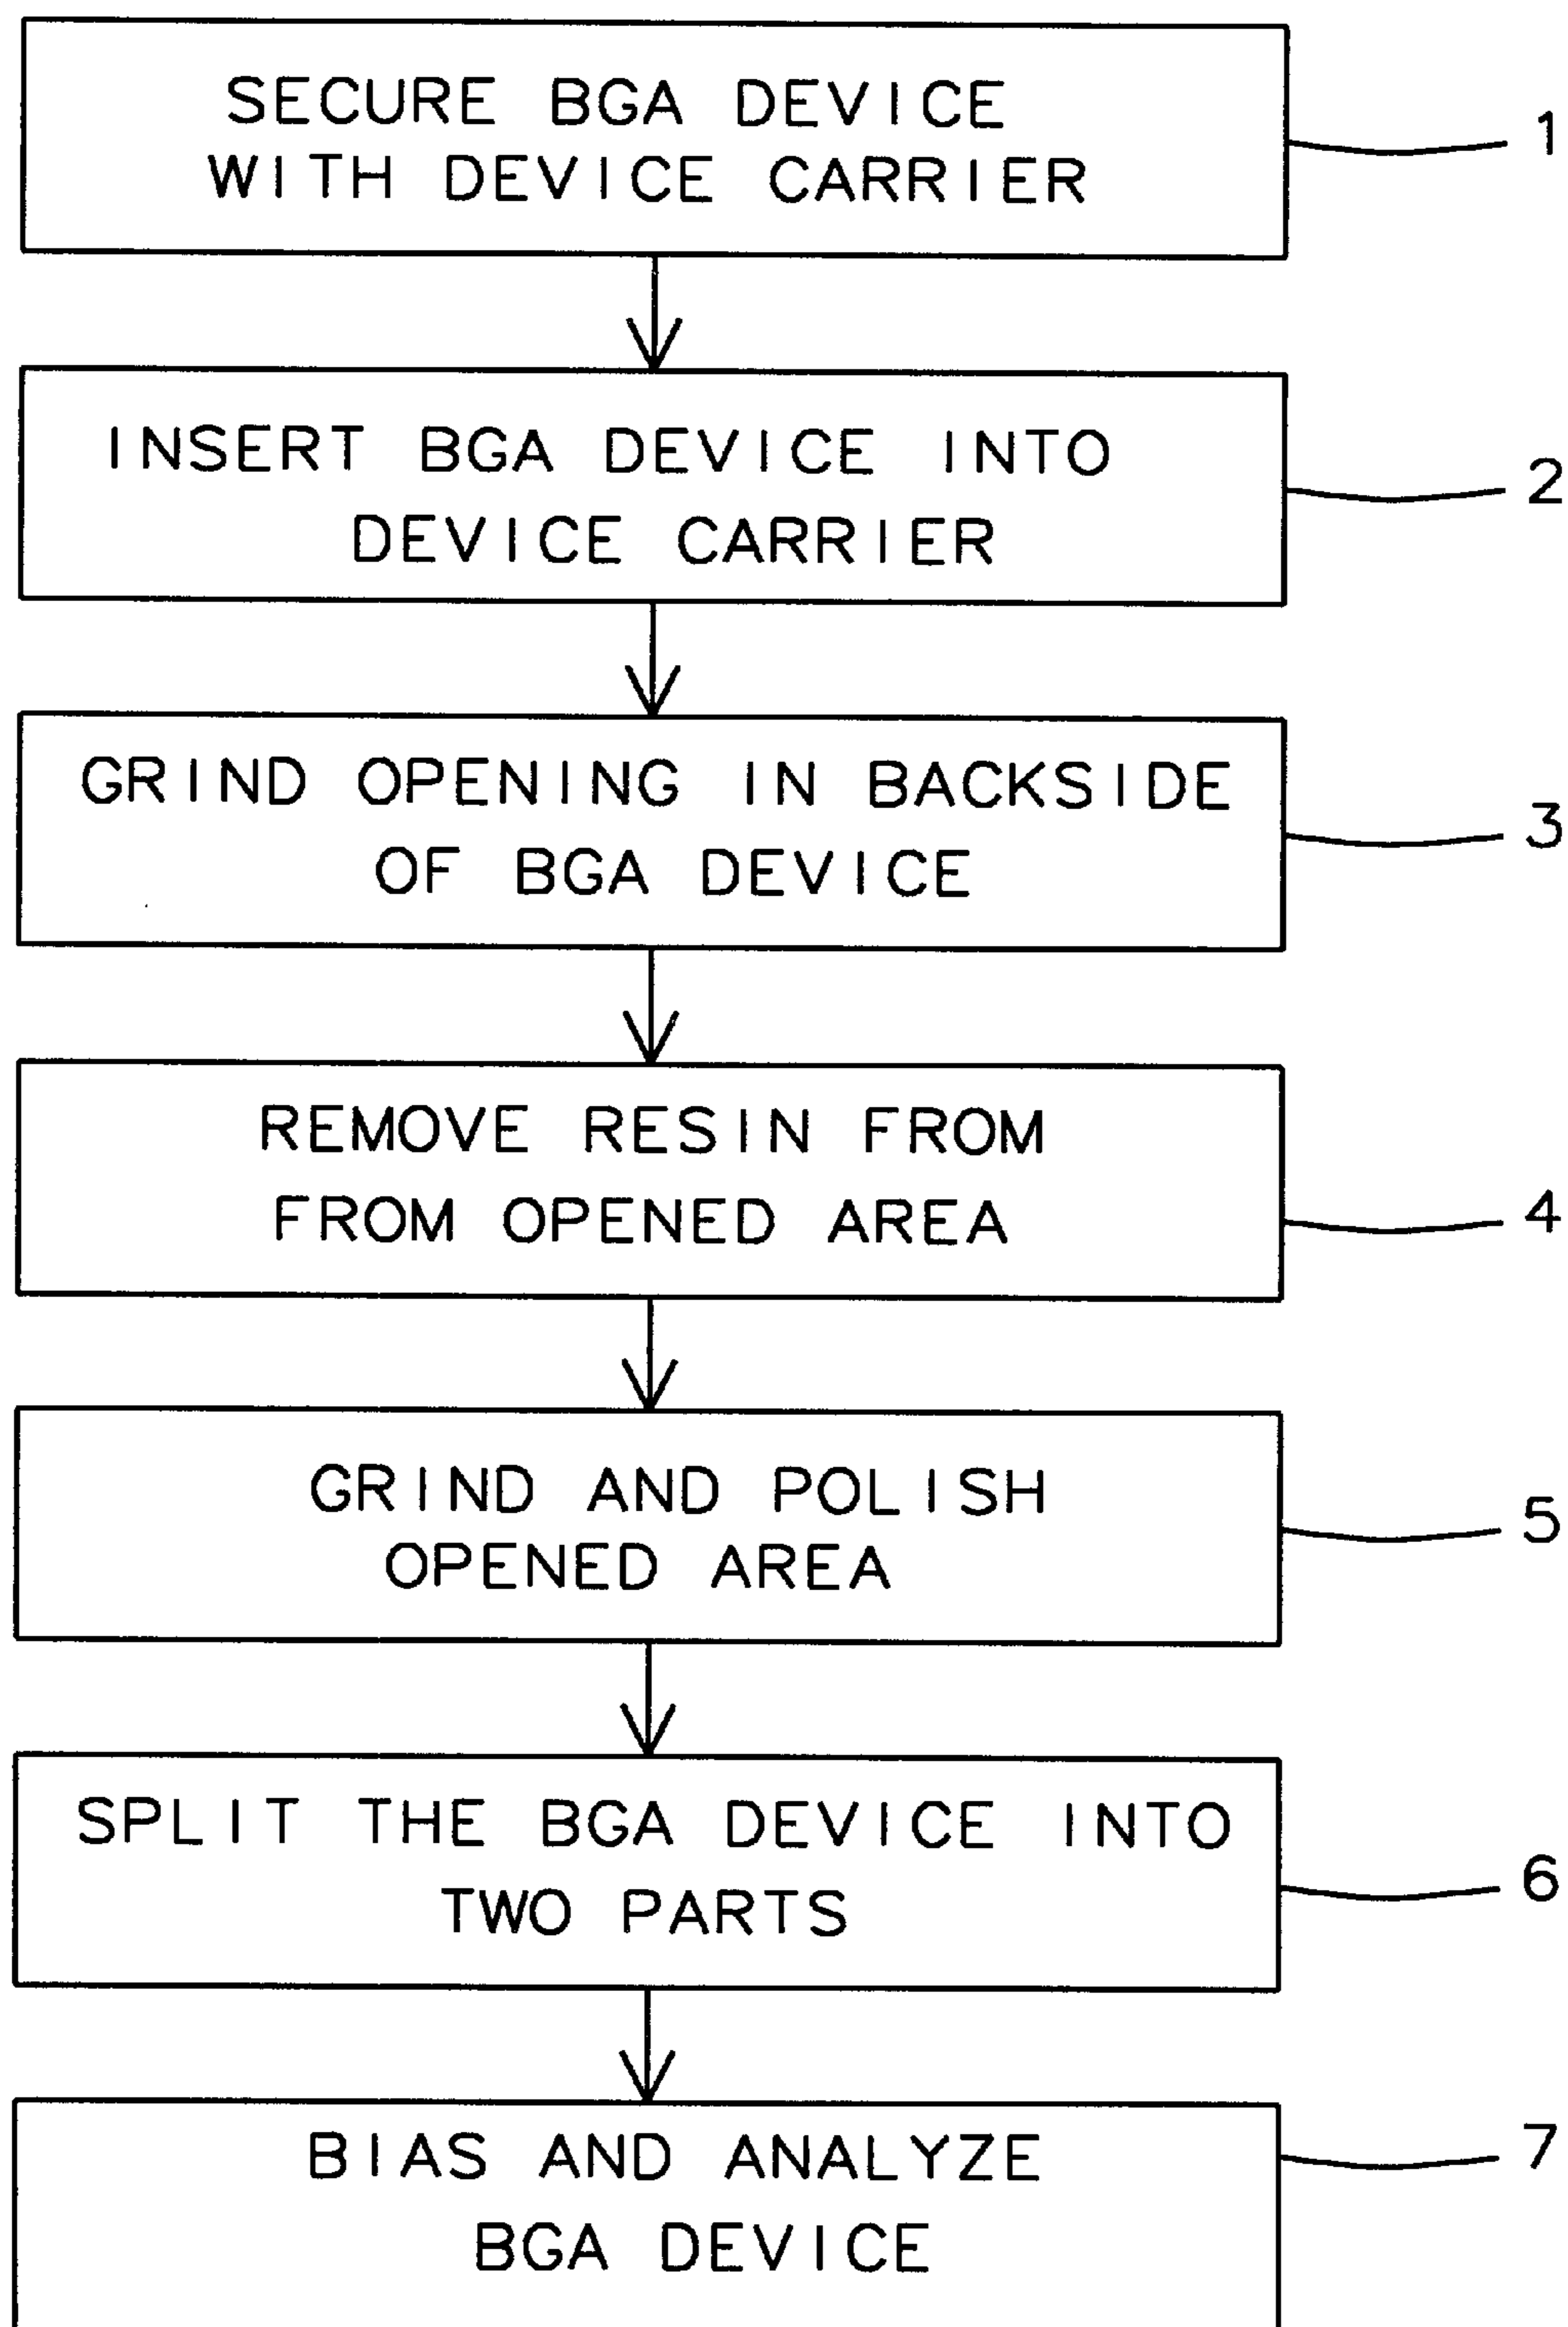 SECURE BGA DEVICE
WITH DEVICE CARRIER
1
INSERT BGA DEVICE INTO
DEVICE CARRIER
2
GRIND OPENING IN BACKSIDE
OF BGA DEVICE
3
REMOVE RESIN FROM
FROM OPENED AREA
4
GRIND AND POLISH
OPENED AREA
5
SPLIT THE BGA DEVICE INTO
TWO PARTS
6
BIAS AND ANALYZE
BGA DEVICE
7